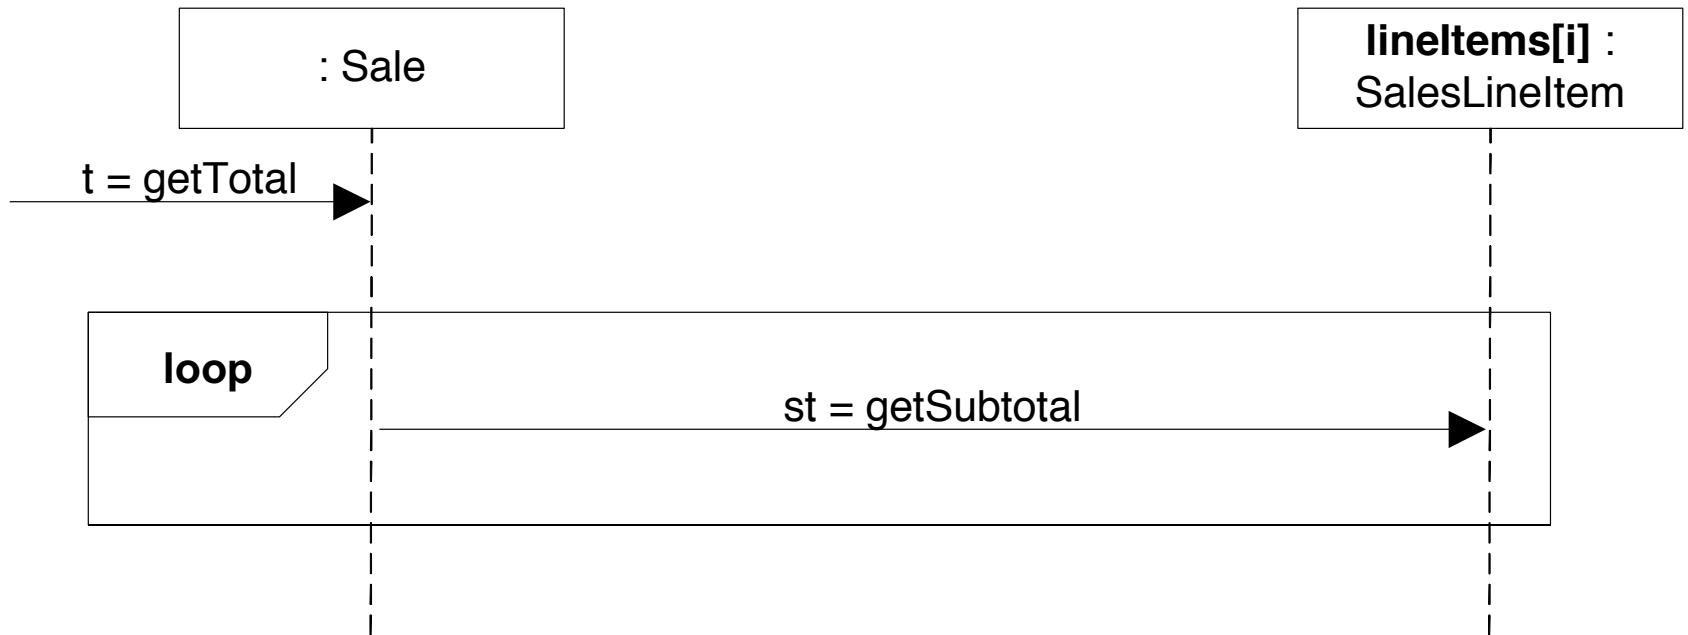 : Sale
lineItems[i] :
SalesLineItem
t = getTotal
loop
st = getSubtotal